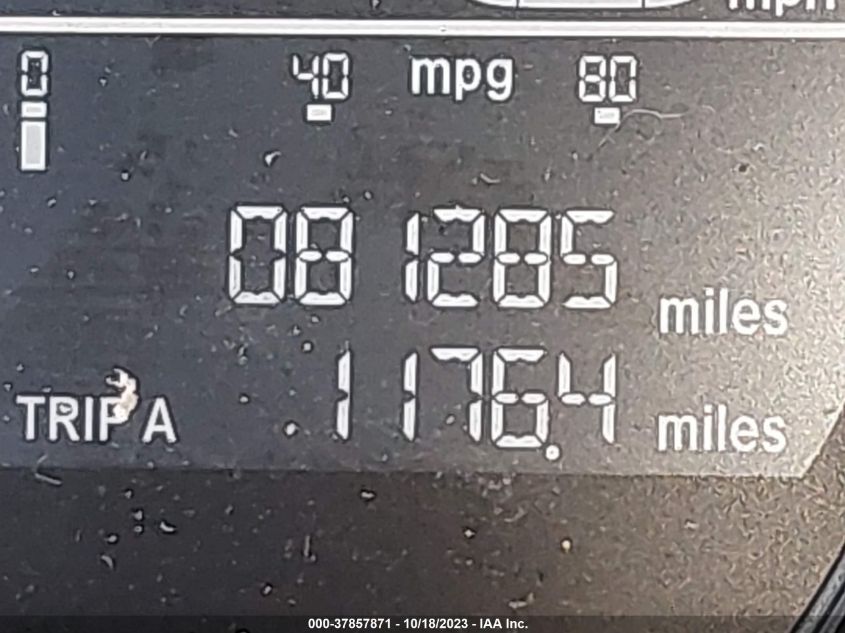 mph
0 40 mpg 80
081285 miles
TRIP A 1176.4 miles
000-37857871 - 10/18/2023 - IAA Inc.